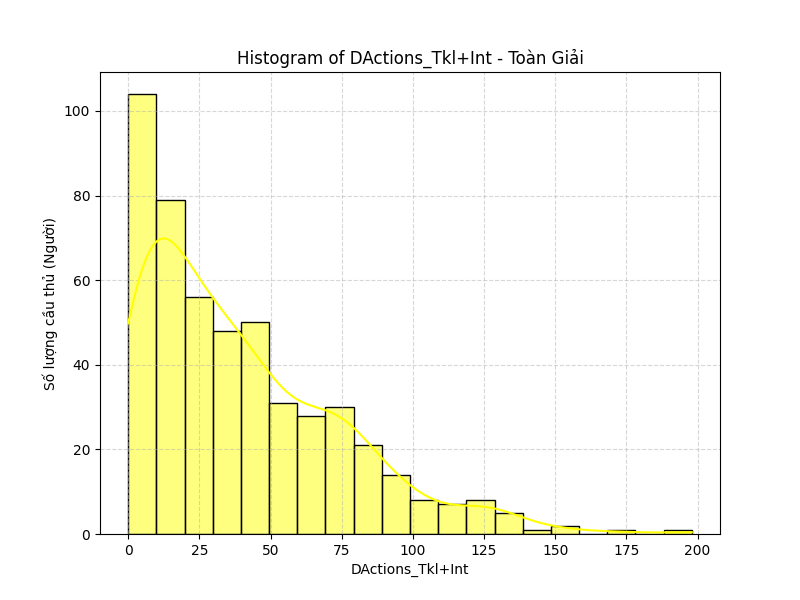 Histogram of DActions_Tkl+Int - Toàn Giải
100
80
60
40
20
0
Số lượng cầu thủ (Người)
0 25 50 75 100 125 150 175 200
DActions_Tkl+Int